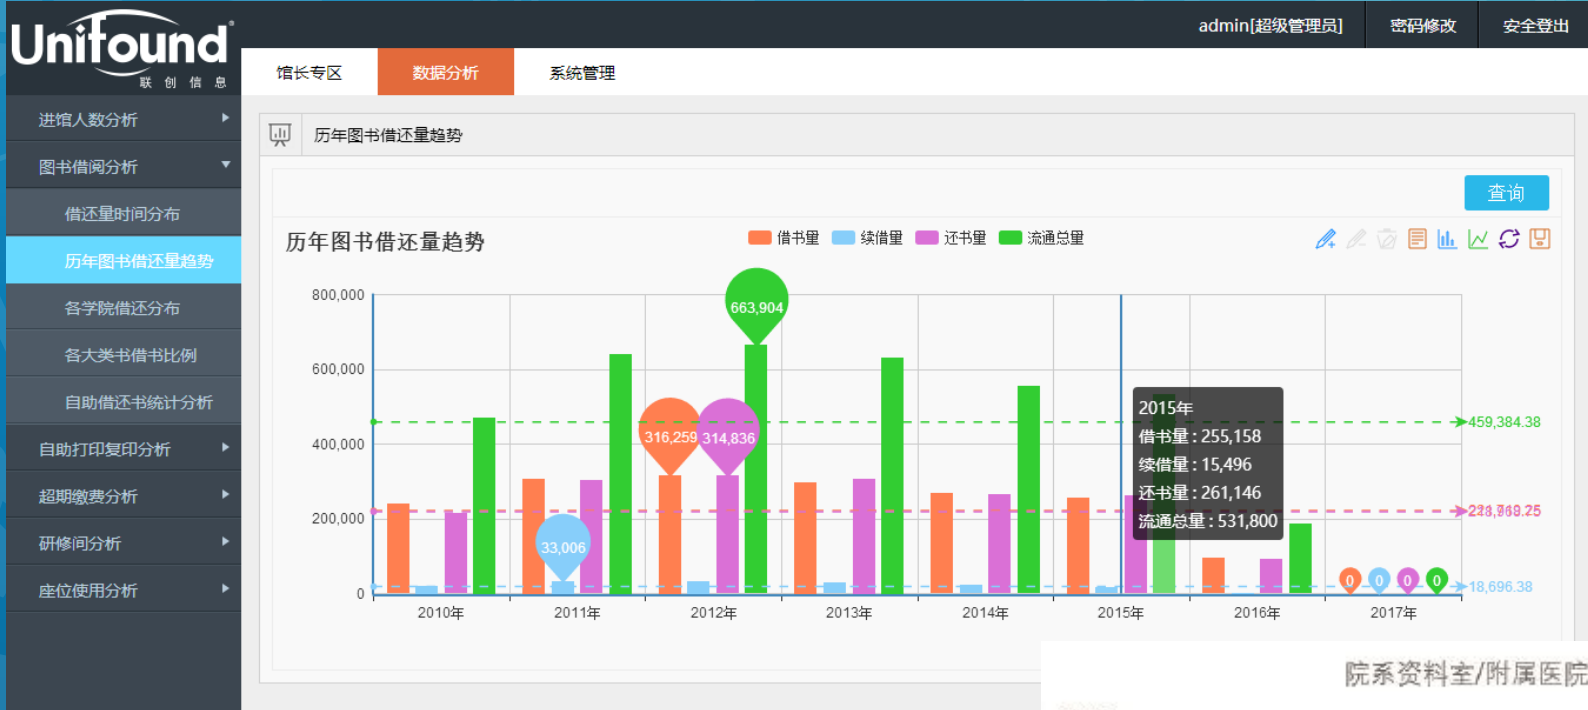 Unifound
联创信息
admin[超级管理员]
密码修改
安全登出
馆长专区
数据分析
系统管理
进馆人数分析
图书借阅分析
借还量时间分布
历年图书借还量趋势
各学院借还分布
各大类书借书比例
自助借还书统计分析
自助打印复印分析
超期缴费分析
研修间分析
座位使用分析
历年图书借还量趋势
查询
历年图书借还量趋势
借书量
续借量
还书量
流通总量
800,000
600,000
400,000
200,000
0
663,904
316,259
314,836
33,006
2015年
借书量 : 255,158
续借量 : 15,496
还书量 : 261,146
流通总量 : 531,800
459,384.38
18,696.38
0
0
0
0
2010年
2011年
2012年
2013年
2014年
2015年
2016年
2017年
院系资料室/附属医院